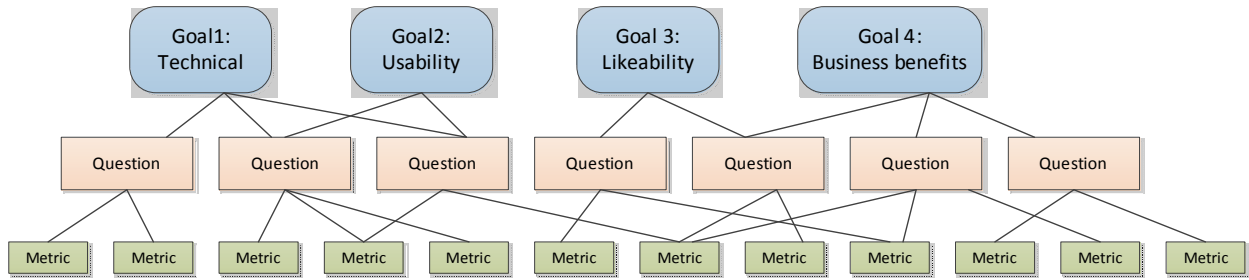 Goal1:
Technical
Goal2:
Usability
Goal 3:
Likeability
Goal 4:
Business benefits
Question
Question
Question
Question
Question
Question
Question
Metric
Metric
Metric
Metric
Metric
Metric
Metric
Metric
Metric
Metric
Metric
Metric